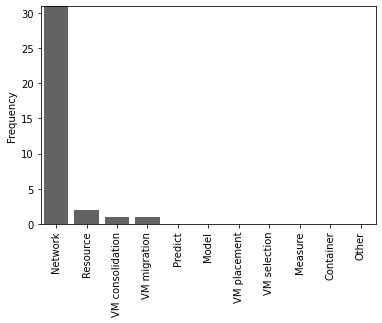 30
25
20
15
10
5
0
Frequency
Network
Resource
VM consolidation
VM migration
Predict
Model
VM placement
VM selection
Measure
Container
Other